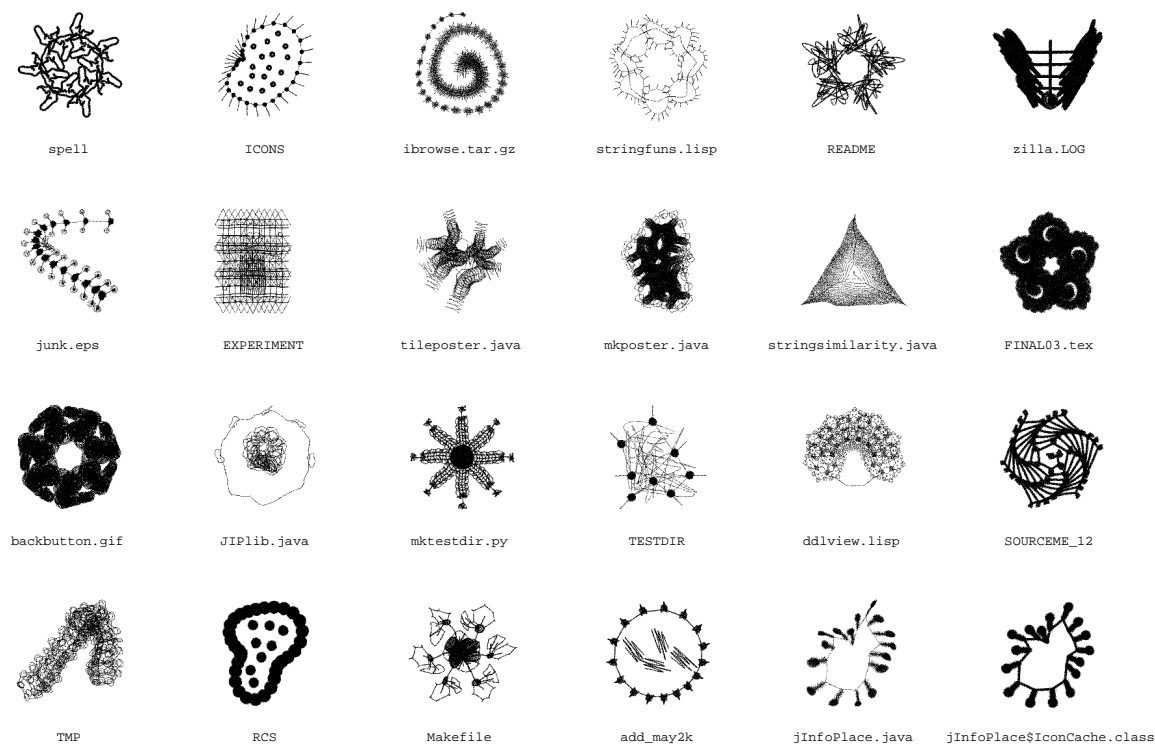 spell ICONS ibrowse.tar.gz stringfuns.lisp README zilla.LOG
junk.eps EXPERIMENT tileposter.java mkposter.java stringsimilarity.java FINAL03.tex
backbutton.gif JIPlib.java mktestdir.py TESTDIR ddlview.lisp SOURCEME_12
TMP RCS Makefile add_may2k jInfoPlace.java jInfoPlace$IconCache.class